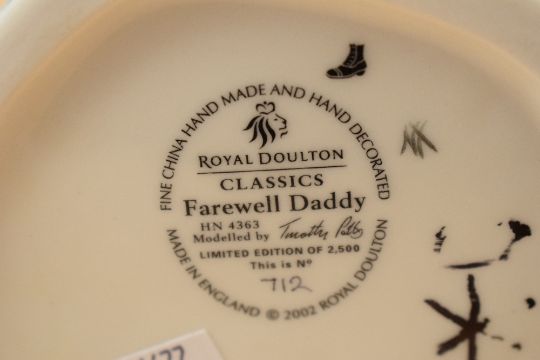 FINE CHINA HAND MADE AND HAND DECORATED
ROYAL DOULTON
CLASSICS
Farewell Daddy
HN 4363
Modelled by Timothy Potts
LIMITED EDITION OF 2,500
This is Nº
712
MADE IN ENGLAND © 2002 ROYAL DOULTON